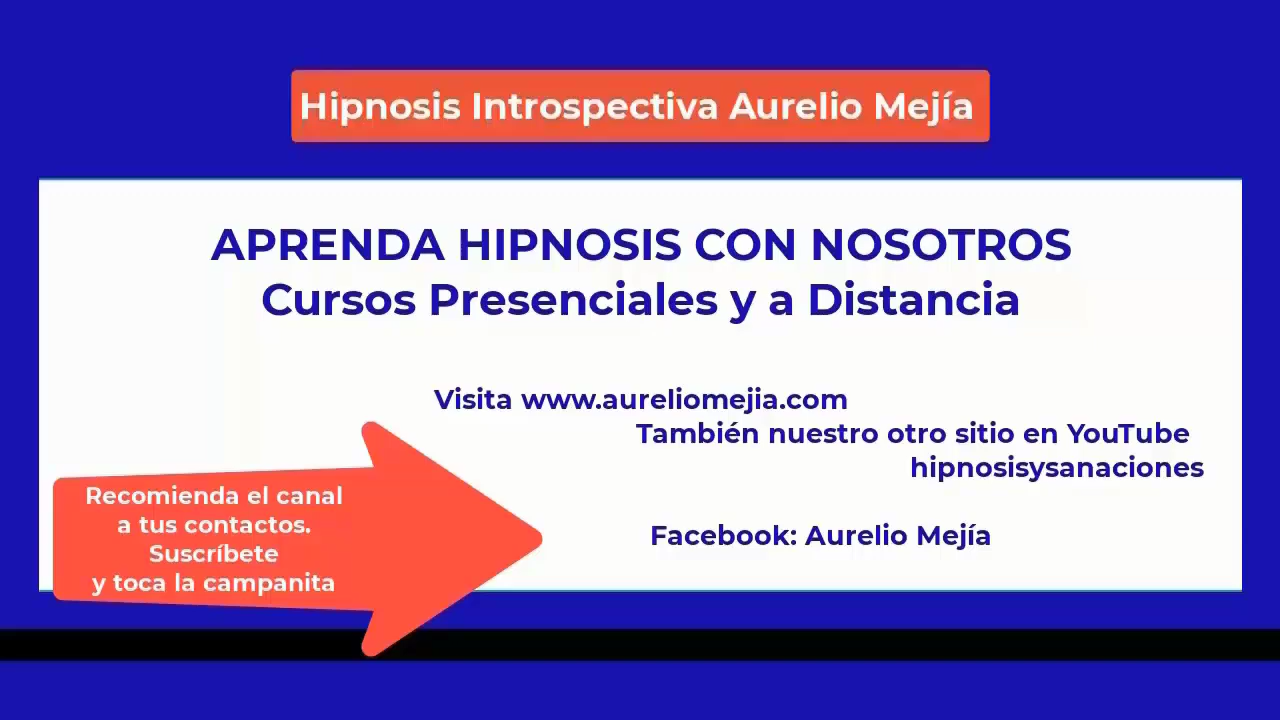 Hipnosis Introspectiva Aurelio Mejía
APRENDA HIPNOSIS CON NOSOTROS
Cursos Presenciales y a Distancia
Visita www.aureliomejia.com
También nuestro otro sitio en YouTube
hipnosisysanaciones
Facebook: Aurelio Mejía
Recomienda el canal
a tus contactos.
Suscríbete
y toca la campanita